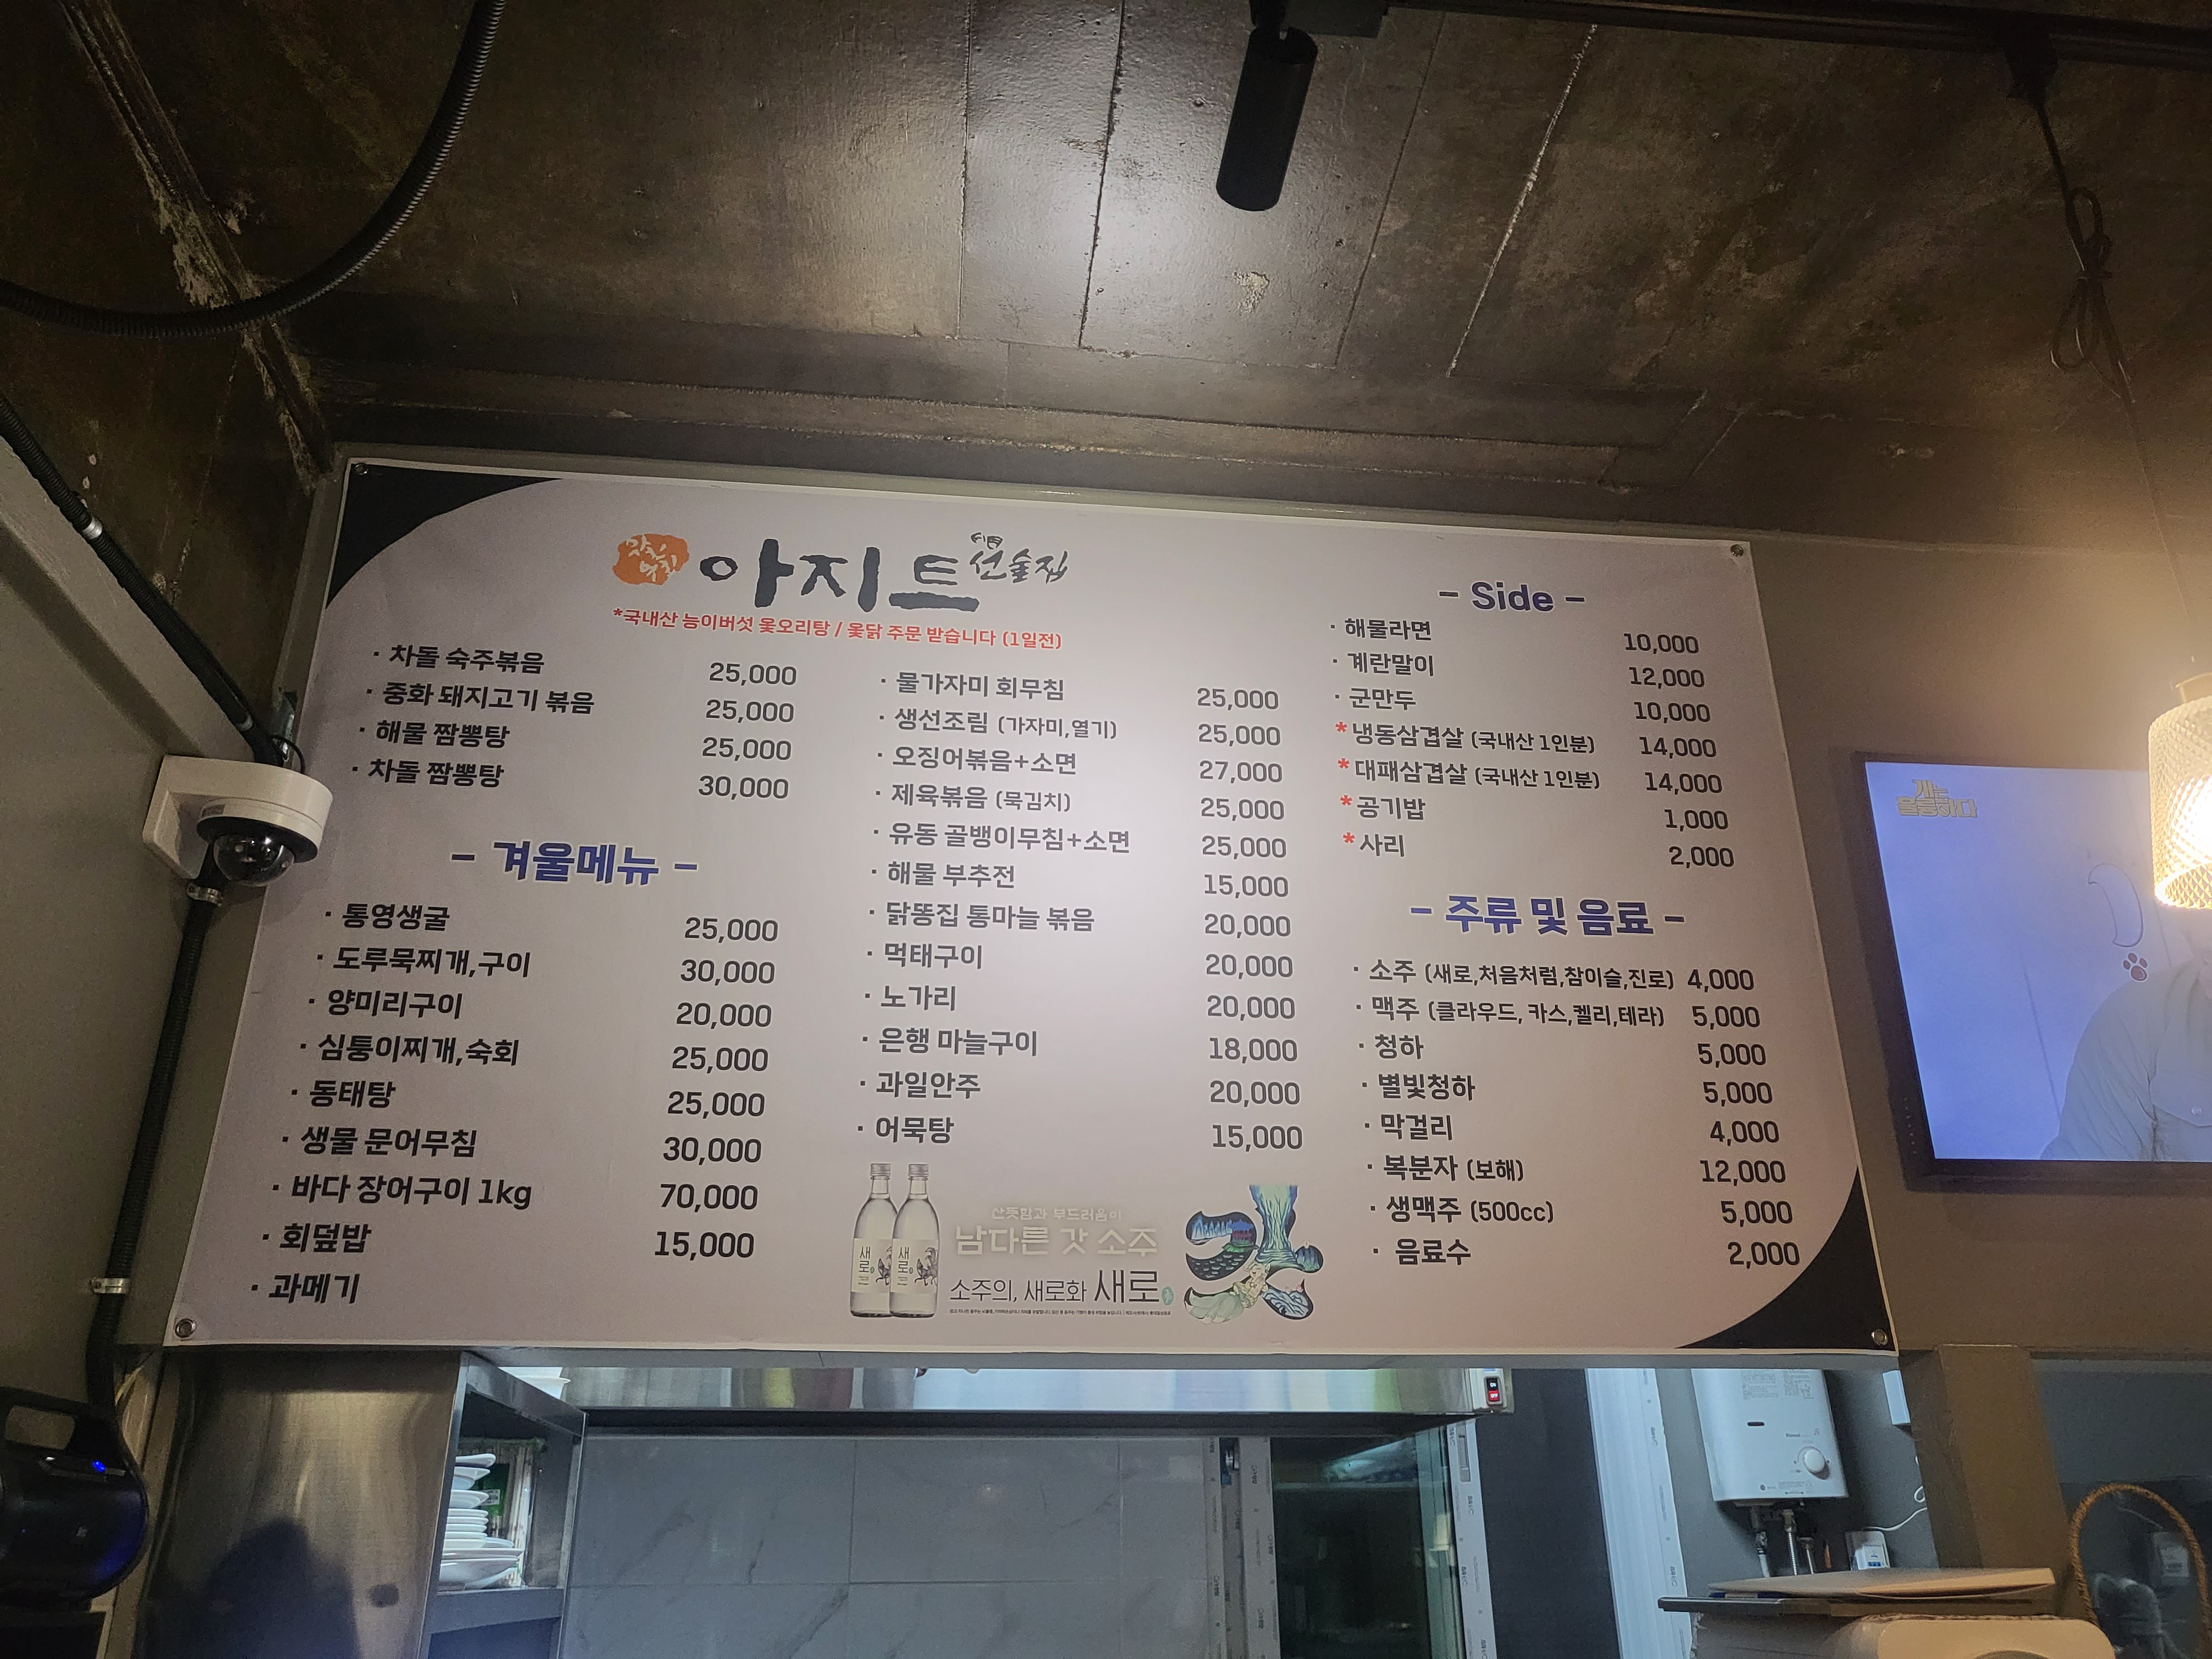 맛있는
아지트
선술집
*국내산 능이버섯 옻오리탕 / 옻닭 주문 받습니다 (1일전)
· 차돌 숙주볶음 25,000
· 중화 돼지고기 볶음 25,000
· 해물 짬뽕탕 25,000
· 차돌 짬뽕탕 30,000
- 겨울메뉴 -
· 통영생굴 25,000
· 도루묵찌개,구이 30,000
· 양미리구이 20,000
· 심퉁이찌개,숙회 25,000
· 동태탕 25,000
· 생물 문어무침 30,000
· 바다 장어구이 1kg 70,000
· 회덮밥 15,000
· 과메기
· 물가자미 회무침 25,000
· 생선조림 (가자미,열기) 25,000
· 오징어볶음+소면 27,000
· 제육볶음 (묵김치) 25,000
· 유동 골뱅이무침+소면 25,000
· 해물 부추전 15,000
· 닭똥집 통마늘 볶음 20,000
· 먹태구이 20,000
· 노가리 20,000
· 은행 마늘구이 18,000
· 과일안주 20,000
· 어묵탕 15,000
새로
새로
산뜻함과 부드러움이
남다른 갓 소주
소주의, 새로화 새로
- Side -
· 해물라면 10,000
· 계란말이 12,000
· 군만두 10,000
* 냉동삼겹살 (국내산 1인분) 14,000
* 대패삼겹살 (국내산 1인분) 14,000
* 공기밥 1,000
* 사리 2,000
- 주류 및 음료 -
· 소주 (새로,처음처럼,참이슬,진로) 4,000
· 맥주 (클라우드, 카스,켈리,테라) 5,000
· 청하 5,000
· 별빛청하 5,000
· 막걸리 4,000
· 복분자 (보해) 12,000
· 생맥주 (500cc) 5,000
· 음료수 2,000
개는
훌륭하다